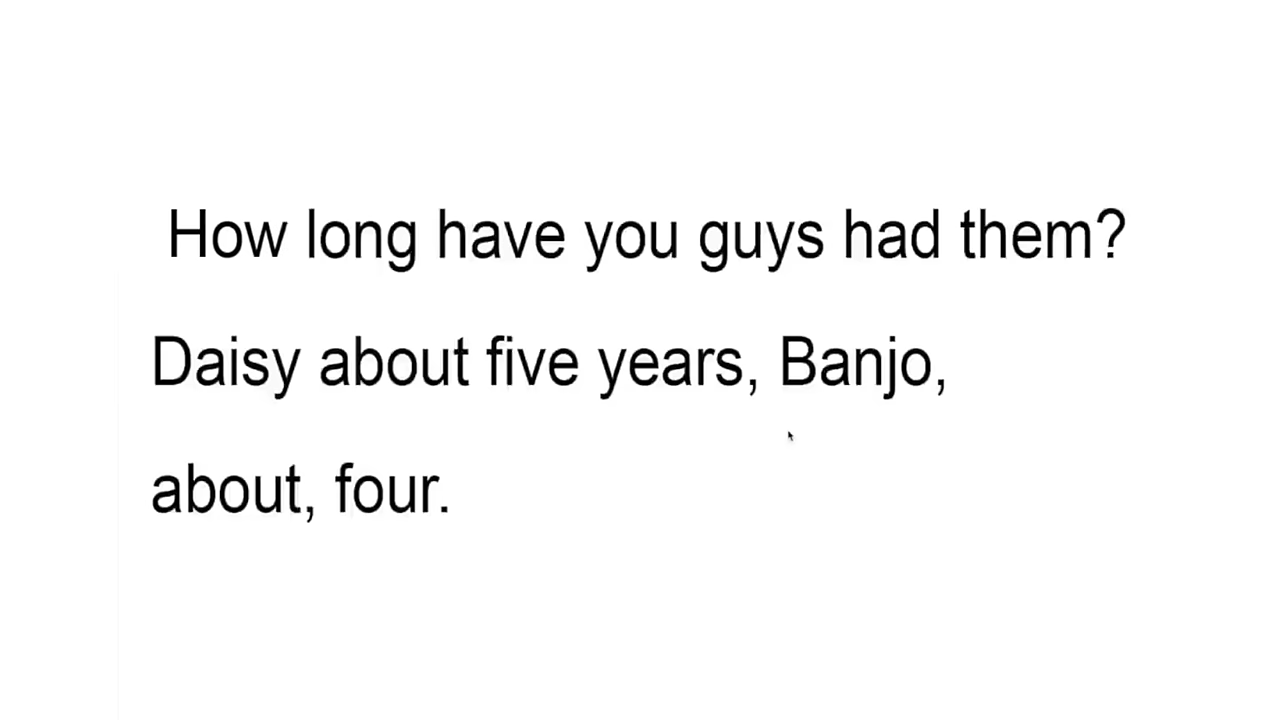 How long have you guys had them?
Daisy about five years, Banjo,
about, four.